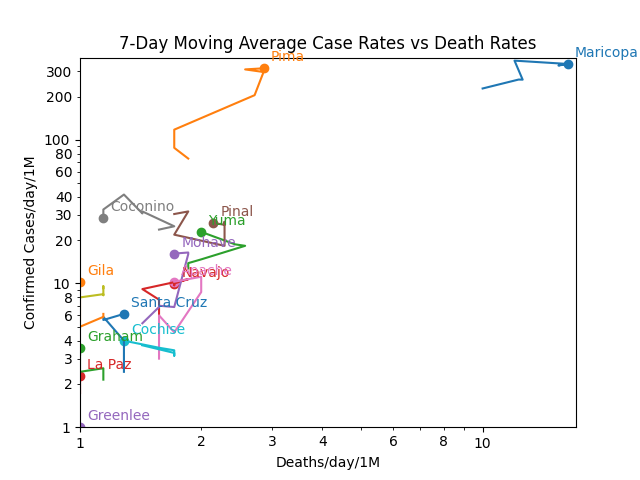 7-Day Moving Average Case Rates vs Death Rates
Maricopa
Pima
300
200
100
80
60
40
30
20
10
8
6
4
3
2
1
Confirmed Cases/day/1M
Coconino
Pinal
Yuma
Mohave
Apache
Navajo
Gila
Santa Cruz
Cochise
Graham
La Paz
Greenlee
1
2
3
4
6
8
10
Deaths/day/1M